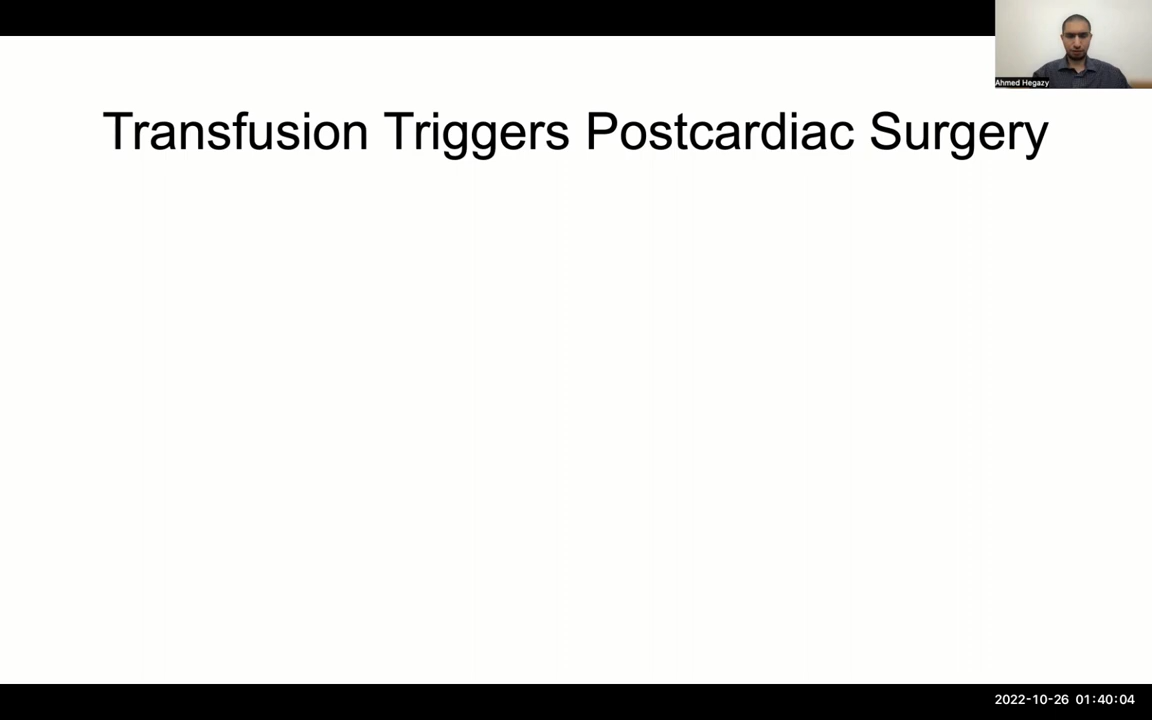 Ahmed Hegazy
Transfusion Triggers Postcardiac Surgery
2022-10-26 01:40:04